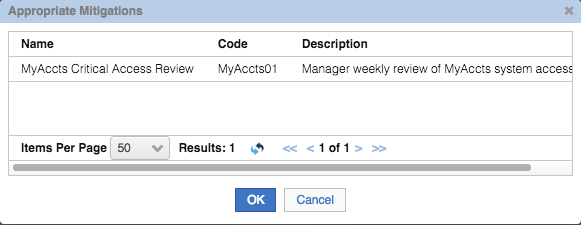 Appropriate Mitigations
Name Code Description
MyAccts Critical Access Review MyAccts01 Manager weekly review of MyAccts system access
Items Per Page 50 Results: 1 << < 1 of 1 > >>
OK Cancel